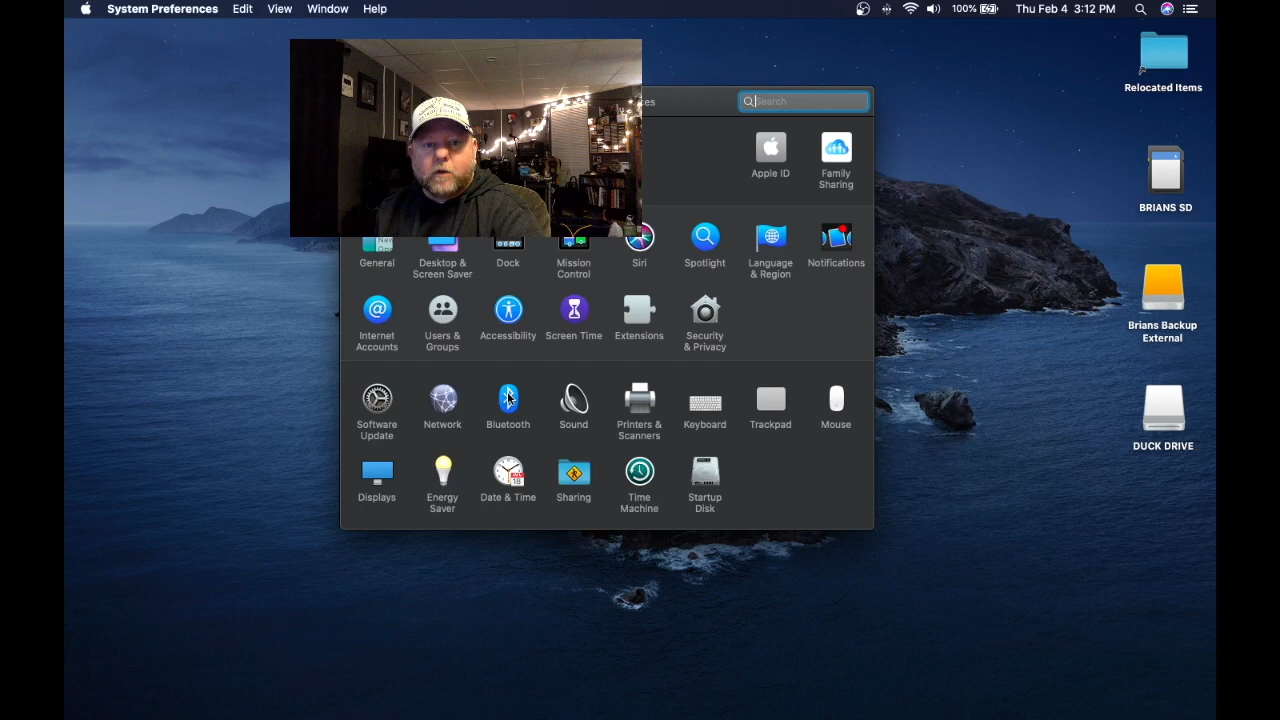 System Preferences Edit View Window Help 100% Thu Feb 4 3:12 PM
ces Search
Relocated Items
Apple ID Family Sharing
BRIANS SD
General Desktop & Screen Saver Dock Mission Control Siri Spotlight Language & Region Notifications
Brians Backup External
Internet Accounts Users & Groups Accessibility Screen Time Extensions Security & Privacy
Software Update Network Bluetooth Sound Printers & Scanners Keyboard Trackpad Mouse
DUCK DRIVE
Displays Energy Saver Date & Time Sharing Time Machine Startup Disk